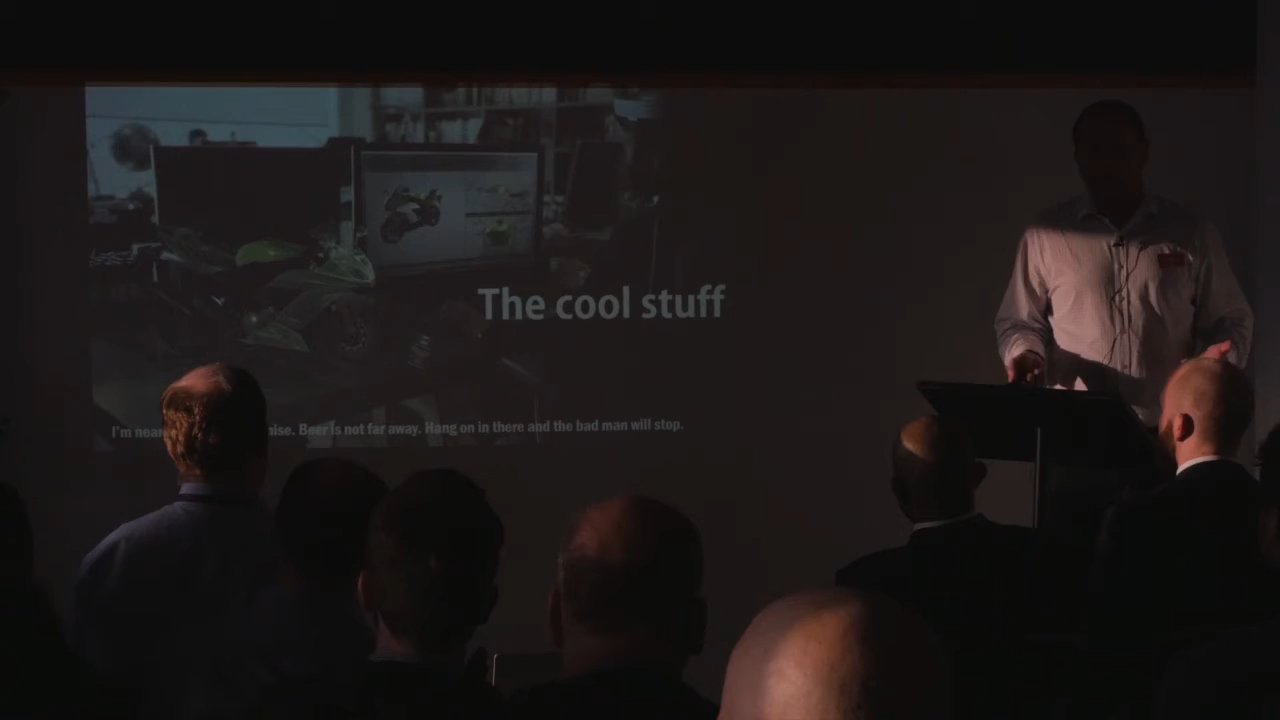 The cool stuff
I'm near ise. Beer is not far away. Hang on in there and the bad man will stop.